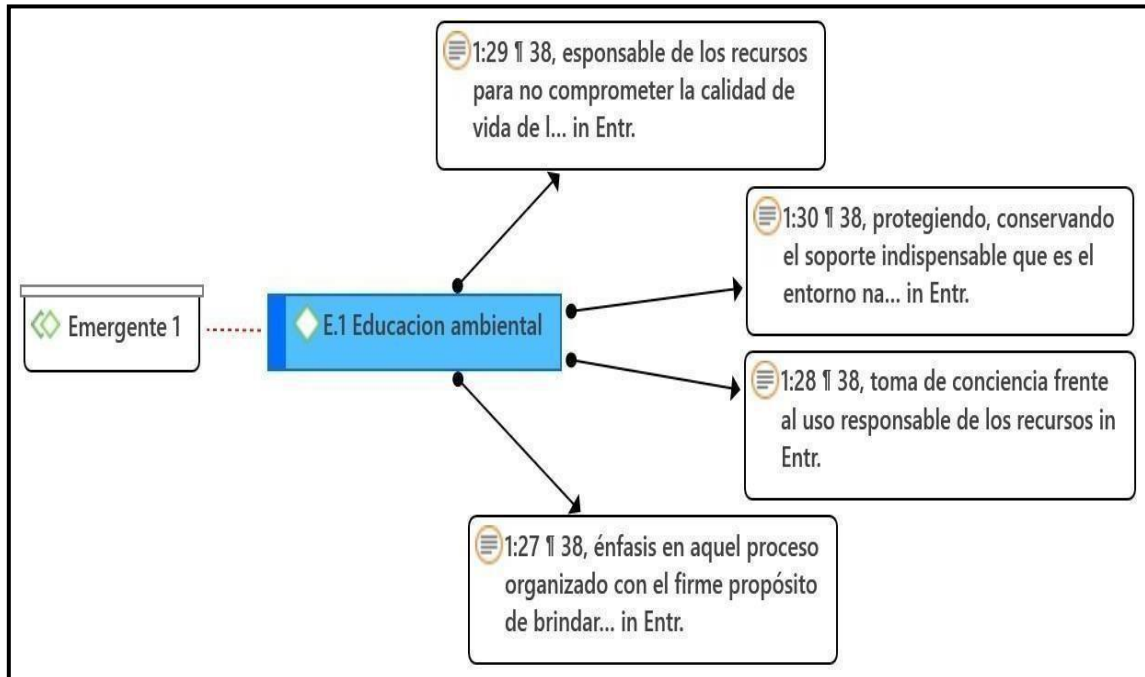 1:29 ¶ 38, esponsable de los recursos
para no comprometer la calidad de
vida de l... in Entr.
1:30 ¶ 38, protegiendo, conservando
el soporte indispensable que es el
entorno na... in Entr.
Emergente 1
E.1 Educacion ambiental
1:28 ¶ 38, toma de conciencia frente
al uso responsable de los recursos in
Entr.
1:27 ¶ 38, énfasis en aquel proceso
organizado con el firme propósito
de brindar... in Entr.